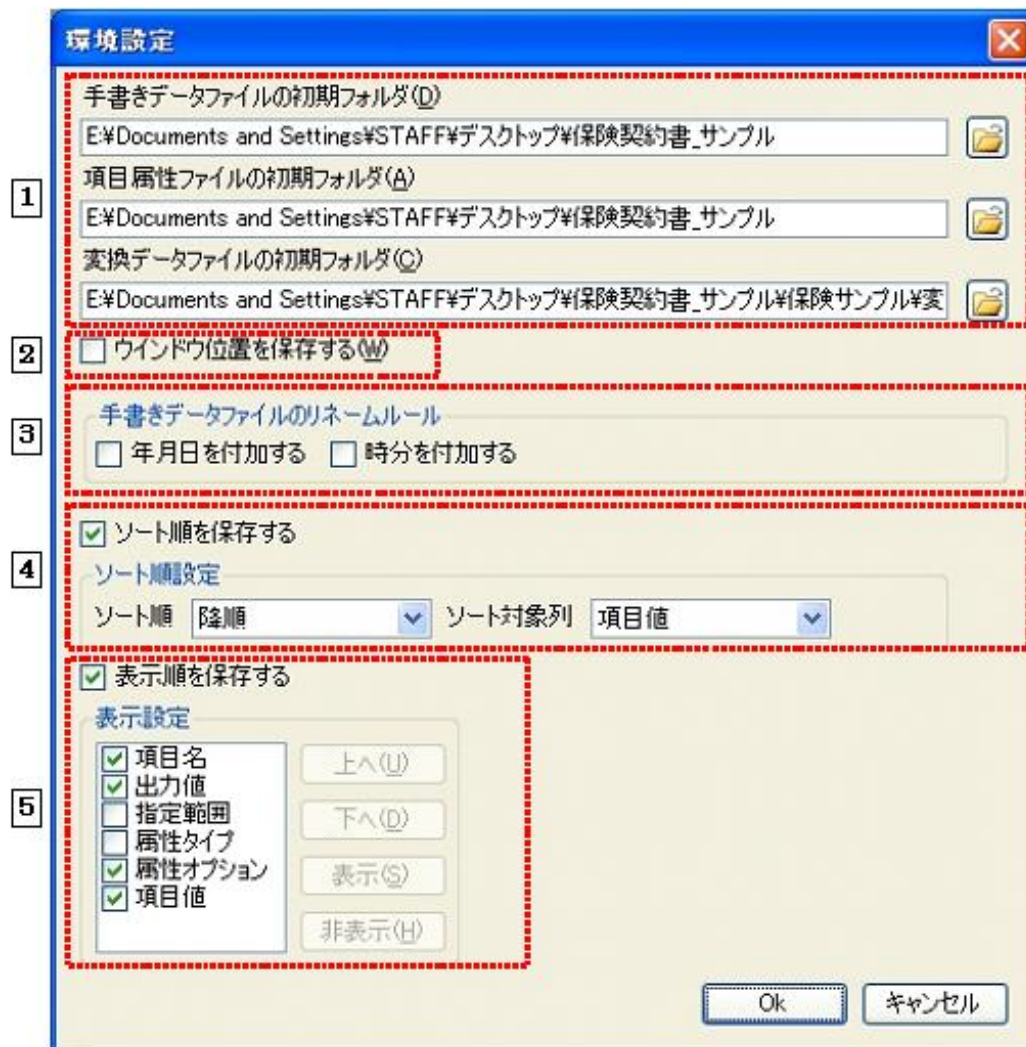 環境設定
手書きデータファイルの初期フォルダ(D)
E:¥Documents and Settings¥STAFF¥デスクトップ¥保険契約書_サンプル
1
項目属性ファイルの初期フォルダ(A)
E:¥Documents and Settings¥STAFF¥デスクトップ¥保険契約書_サンプル
変換データファイルの初期フォルダ(C)
E:¥Documents and Settings¥STAFF¥デスクトップ¥保険契約書_サンプル¥保険サンプル¥変
2 ウインドウ位置を保存する(W)
手書きデータファイルのリネームルール
3 年月日を付加する 時分を付加する
ソート順を保存する
4 ソート順設定
ソート順 降順 ソート対象列 項目値
表示順を保存する
表示設定
項目名 上へ(U)
出力値
5 指定範囲 下へ(D)
属性タイプ
属性オプション 表示(S)
項目値
非表示(H)
Ok キャンセル